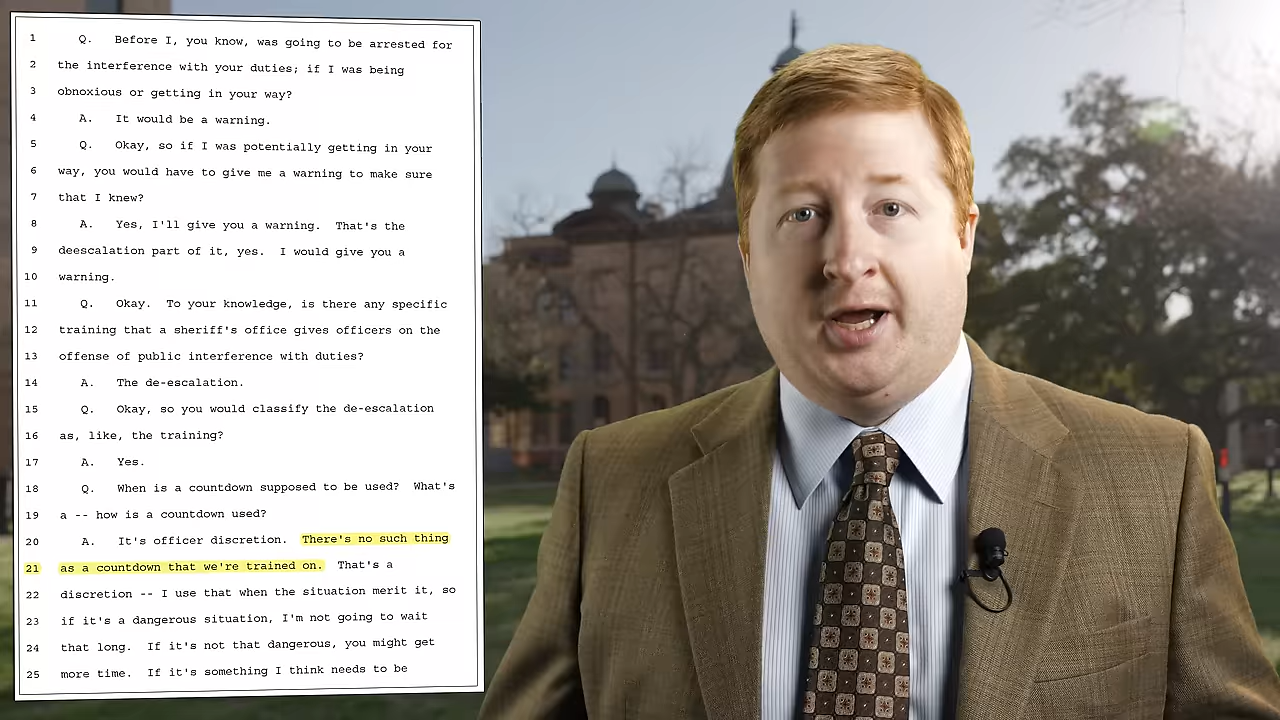 1 Q. Before I, you know, was going to be arrested for
2 the interference with your duties; if I was being
3 obnoxious or getting in your way?
4 A. It would be a warning.
5 Q. Okay, so if I was potentially getting in your
6 way, you would have to give me a warning to make sure
7 that I knew?
8 A. Yes, I'll give you a warning. That's the
9 deescalation part of it, yes. I would give you a
10 warning.
11 Q. Okay. To your knowledge, is there any specific
12 training that a sheriff's office gives officers on the
13 offense of public interference with duties?
14 A. The de-escalation.
15 Q. Okay, so you would classify the de-escalation
16 as, like, the training?
17 A. Yes.
18 Q. When is a countdown supposed to be used? What's
19 a -- how is a countdown used?
20 A. It's officer discretion. There's no such thing
21 as a countdown that we're trained on. That's a
22 discretion -- I use that when the situation merit it, so
23 if it's a dangerous situation, I'm not going to wait
24 that long. If it's not that dangerous, you might get
25 more time. If it's something I think needs to be